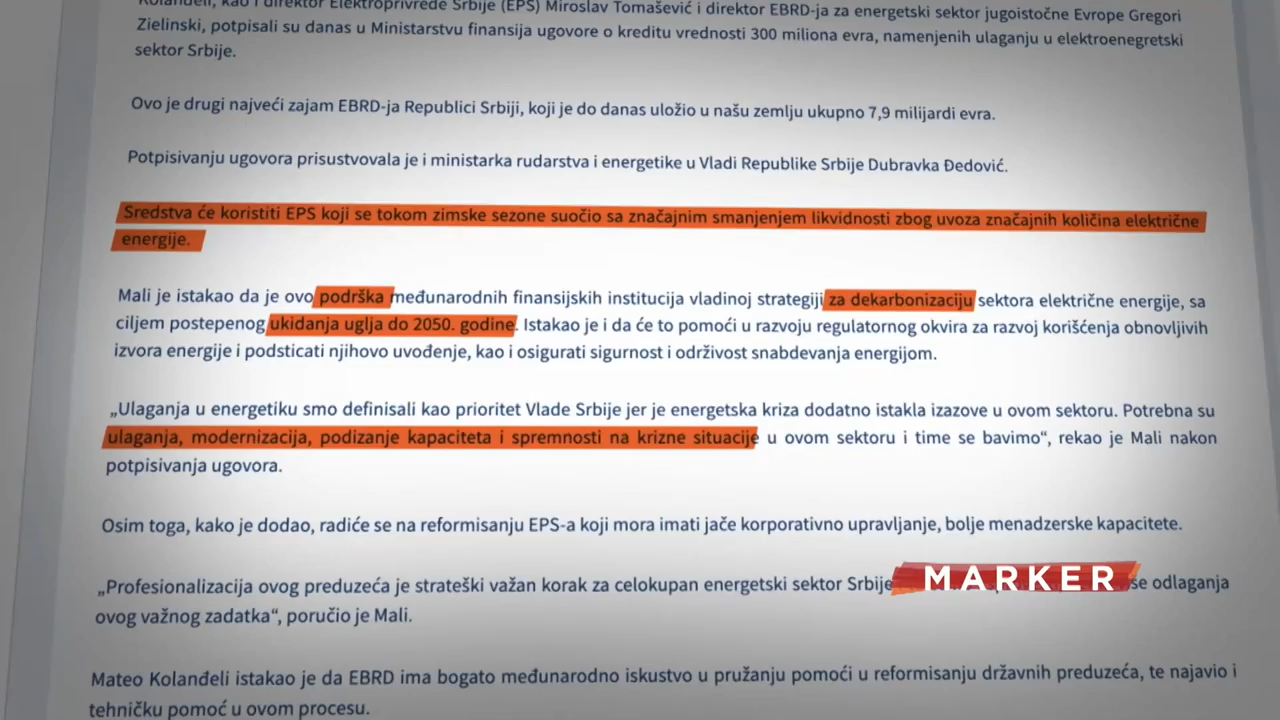 Kolanđeli, kao i direktor Elektroprivrede Srbije (EPS) Miroslav Tomašević i direktor EBRD-ja za energetski sektor jugoistočne Evrope Gregori
Zielinski, potpisali su danas u Ministarstvu finansija ugovore o kreditu vrednosti 300 miliona evra, namenjenih ulaganju u elektroenegretski
sektor Srbije.
Ovo je drugi najveći zajam EBRD-ja Republici Srbiji, koji je do danas uložio u našu zemlju ukupno 7,9 milijardi evra.
Potpisivanju ugovora prisustvovala je i ministarka rudarstva i energetike u Vladi Republike Srbije Dubravka Đedović.
Sredstva će koristiti EPS koji se tokom zimske sezone suočio sa značajnim smanjenjem likvidnosti zbog uvoza značajnih količina električne
energije.
Mali je istakao da je ovo podrška međunarodnih finansijskih institucija vladinoj strategiji za dekarbonizaciju sektora električne energije, sa
ciljem postepenog ukidanja uglja do 2050. godine. Istakao je i da će to pomoći u razvoju regulatornog okvira za razvoj korišćenja obnovljivih
izvora energije i podsticati njihovo uvođenje, kao i osigurati sigurnost i održivost snabdevanja energijom.
„Ulaganja u energetiku smo definisali kao prioritet Vlade Srbije jer je energetska kriza dodatno istakla izazove u ovom sektoru. Potrebna su
ulaganja, modernizacija, podizanje kapaciteta i spremnosti na krizne situacije u ovom sektoru i time se bavimo“, rekao je Mali nakon
potpisivanja ugovora.
Osim toga, kako je dodao, radiće se na reformisanju EPS-a koji mora imati jače korporativno upravljanje, bolje menadzerske kapacitete.
„Profesionalizacija ovog preduzeća je strateški važan korak za celokupan energetski sektor Srbije MARKER se odlaganja
ovog važnog zadatka“, poručio je Mali.
Mateo Kolanđeli istakao je da EBRD ima bogato međunarodno iskustvo u pružanju pomoći u reformisanju državnih preduzeća, te najavio i
tehničku pomoć u ovom procesu.